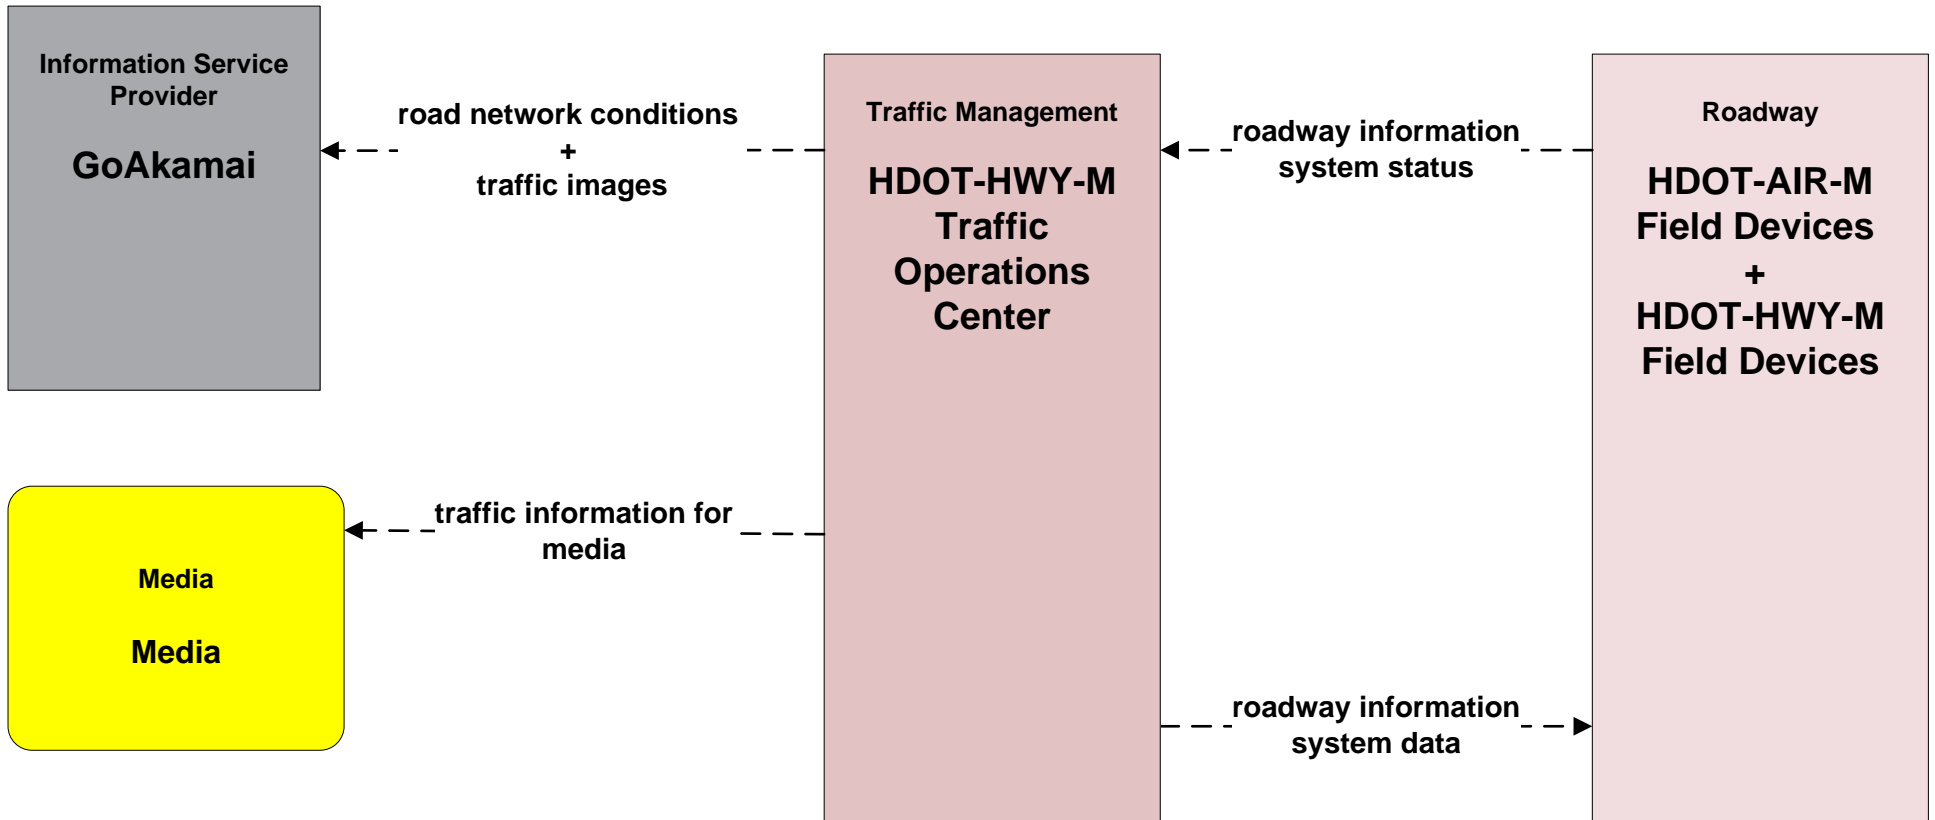 Information Service
Provider
GoAkamai
road network conditions
+
traffic images
Traffic Management
HDOT-HWY-M
Traffic
Operations
Center
roadway information
system status
Roadway
HDOT-AIR-M
Field Devices
+
HDOT-HWY-M
Field Devices
Media
Media
traffic information for
media
roadway information
system data